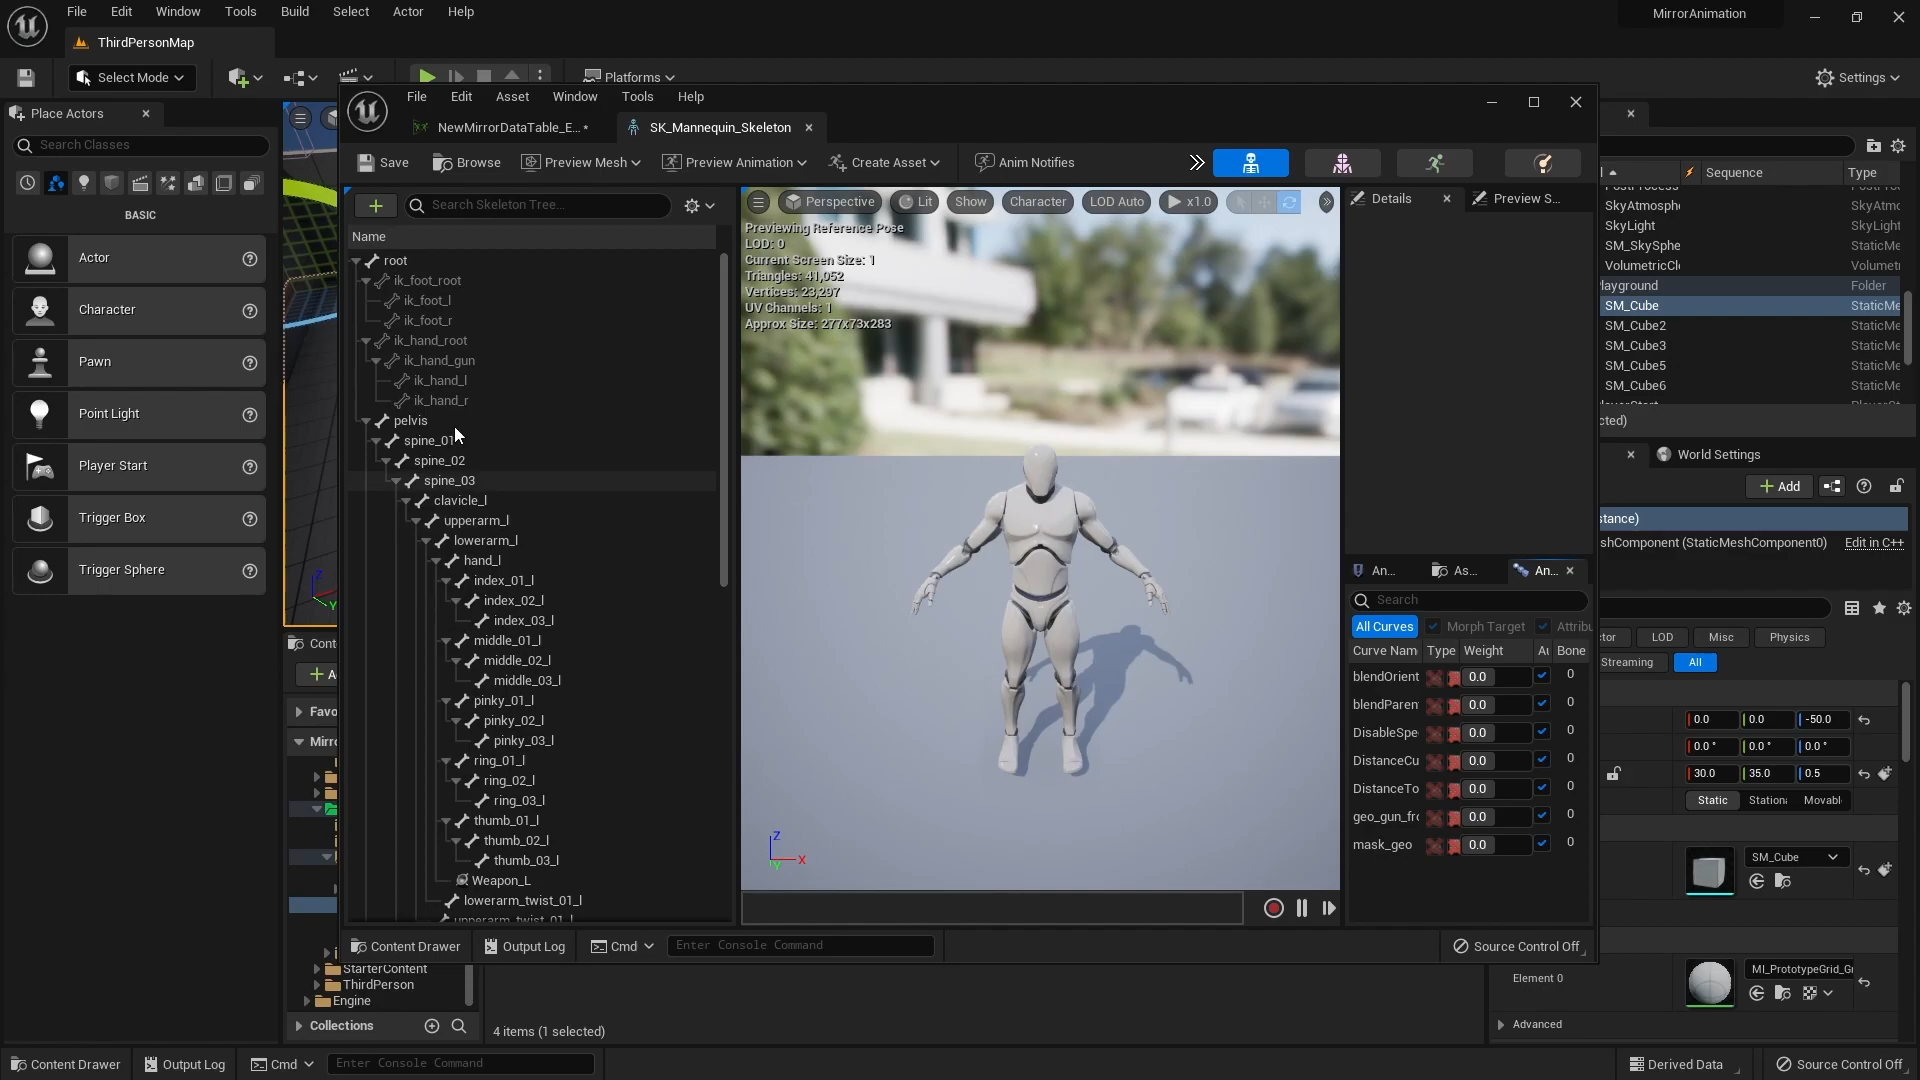 File Edit Window Tools Build Select Actor Help
MirrorAnimation
ThirdPersonMap
Select Mode
Platforms
Settings
Place Actors
Search Classes
BASIC
Actor
Character
Pawn
Point Light
Player Start
Trigger Box
Trigger Sphere
File Edit Asset Window Tools Help
NewMirrorDataTable_E... •
SK_Mannequin_Skeleton
Save
Browse
Preview Mesh
Preview Animation
Create Asset
Anim Notifies
Search Skeleton Tree...
Name
root
ik_foot_root
ik_foot_l
ik_foot_r
ik_hand_root
ik_hand_gun
ik_hand_l
ik_hand_r
pelvis
spine_01
spine_02
spine_03
clavicle_l
upperarm_l
lowerarm_l
hand_l
index_01_l
index_02_l
index_03_l
middle_01_l
middle_02_l
middle_03_l
pinky_01_l
pinky_02_l
pinky_03_l
ring_01_l
ring_02_l
ring_03_l
thumb_01_l
thumb_02_l
thumb_03_l
Weapon_L
lowerarm_twist_01_l
upperarm_twist_01_l
Perspective Lit Show Character LOD Auto x1.0
Previewing Reference Pose
LOD: 0
Current Screen Size: 1
Triangles: 41,052
Vertices: 23,297
UV Channels: 1
Approx Size: 277x73x283
Z
X
Y
Details
Preview S...
An...
As...
An...
Search
All Curves
Morph Target
Attribu
Curve Nam Type Weight Au Bone
blendOrient 0.0 0
blendParen 0.0 0
DisableSpe 0.0 0
DistanceCu 0.0 0
DistanceTo 0.0 0
geo_gun_fro 0.0 0
mask_geo 0.0 0
Content Drawer
Output Log
Cmd
Enter Console Command
Source Control Off
Sequence
Type
SkyAtmosphe SkyAtmo
SkyLight SkyLight
SM_SkySphe StaticMe
VolumetricClo Volumetr
layground Folder
SM_Cube StaticMe
SM_Cube2 StaticMe
SM_Cube3 StaticMe
SM_Cube5 StaticMe
SM_Cube6 StaticMe
cted)
World Settings
Add
stance)
shComponent (StaticMeshComponent0)
Edit in C++
ctor LOD Misc Physics
Streaming All
0.0 0.0 -50.0
0.0 ° 0.0 ° 0.0 °
30.0 35.0 0.5
Static Stationa Movabl
SM_Cube
MI_PrototypeGrid_Gr
Element 0
Advanced
Z
Y
Conte
Ad
Favo
Mirro
StarterContent
ThirdPerson
Engine
Collections
4 items (1 selected)
Content Drawer
Output Log
Cmd
Enter Console Command
Derived Data
Source Control Off